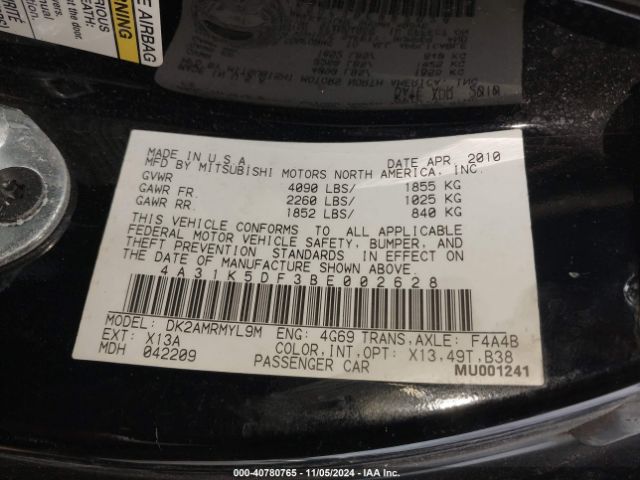 E AIRBAG
WARNING
MADE IN U.S.A. DATE APR, 2010
MFD BY MITSUBISHI MOTORS NORTH AMERICA, INC.
GVWR 4090 LBS/ 1855 KG
GAWR FR. 2260 LBS/ 1025 KG
GAWR RR. 1852 LBS/ 840 KG
THIS VEHICLE CONFORMS TO ALL APPLICABLE
FEDERAL MOTOR VEHICLE SAFETY, BUMPER, AND
THEFT PREVENTION STANDARDS IN EFFECT ON
THE DATE OF MANUFACTURE SHOWN ABOVE.
4A31K5DF3BE002628
MODEL: DK2AMRMYL9M ENG: 4G69 TRANS,AXLE: F4A4B
EXT: X13A COLOR,INT,OPT: X13,49T,B38
MDH 042209 PASSENGER CAR
MU001241
©40780765 - 11/05/2024 - IAA Inc.